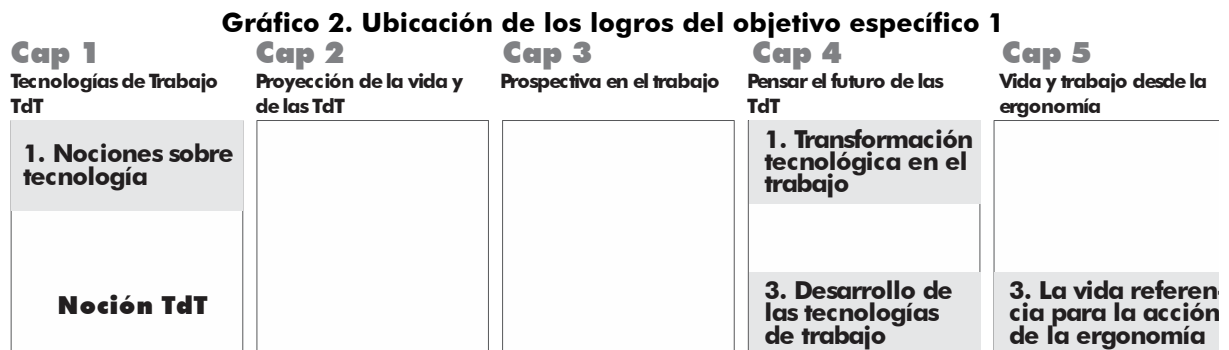 Gráfico 2. Ubicación de los logros del objetivo específico 1
Cap 1
Tecnologías de Trabajo
TdT
Cap 2
Proyección de la vida y
de las TdT
Cap 3
Prospectiva en el trabajo
Cap 4
Pensar el futuro de las
TdT
Cap 5
Vida y trabajo desde la
ergonomía
1. Nociones sobre
tecnología
Noción TdT
1. Transformación
tecnológica en el
trabajo
3. Desarrollo de
las tecnologías
de trabajo
3. La vida referen-
cia para la acción
de la ergonomía